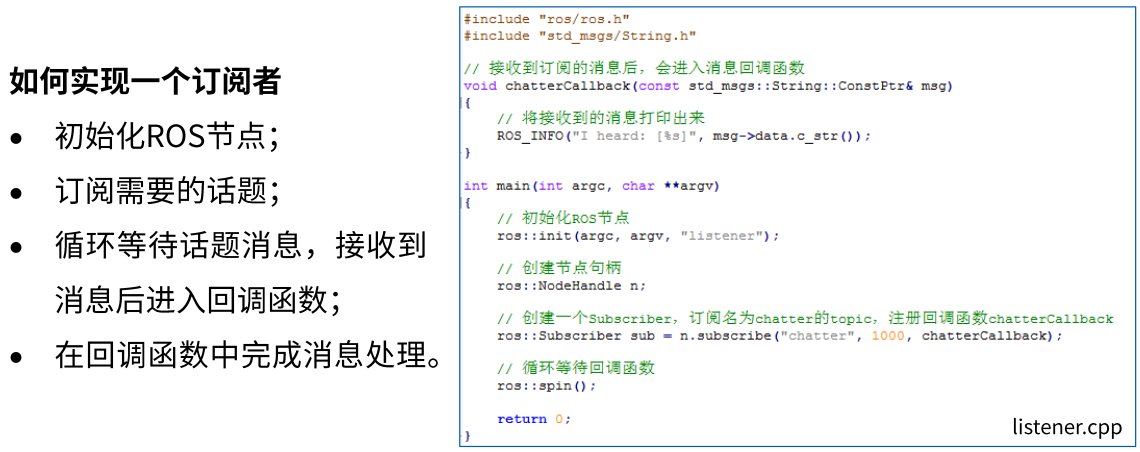 如何实现一个订阅者
• 初始化ROS节点；
• 订阅需要的话题；
• 循环等待话题消息，接收到
消息后进入回调函数；
• 在回调函数中完成消息处理。
#include "ros/ros.h"
#include "std_msgs/String.h"
// 接收到订阅的消息后，会进入消息回调函数
void chatterCallback(const std_msgs::String::ConstPtr& msg)
{
    // 将接收到的消息打印出来
    ROS_INFO("I heard: [%s]", msg->data.c_str());
}
int main(int argc, char **argv)
{
    // 初始化ROS节点
    ros::init(argc, argv, "listener");
    // 创建节点句柄
    ros::NodeHandle n;
    // 创建一个Subscriber，订阅名为chatter的topic，注册回调函数chatterCallback
    ros::Subscriber sub = n.subscribe("chatter", 1000, chatterCallback);
    // 循环等待回调函数
    ros::spin();
    return 0;
}
listener.cpp